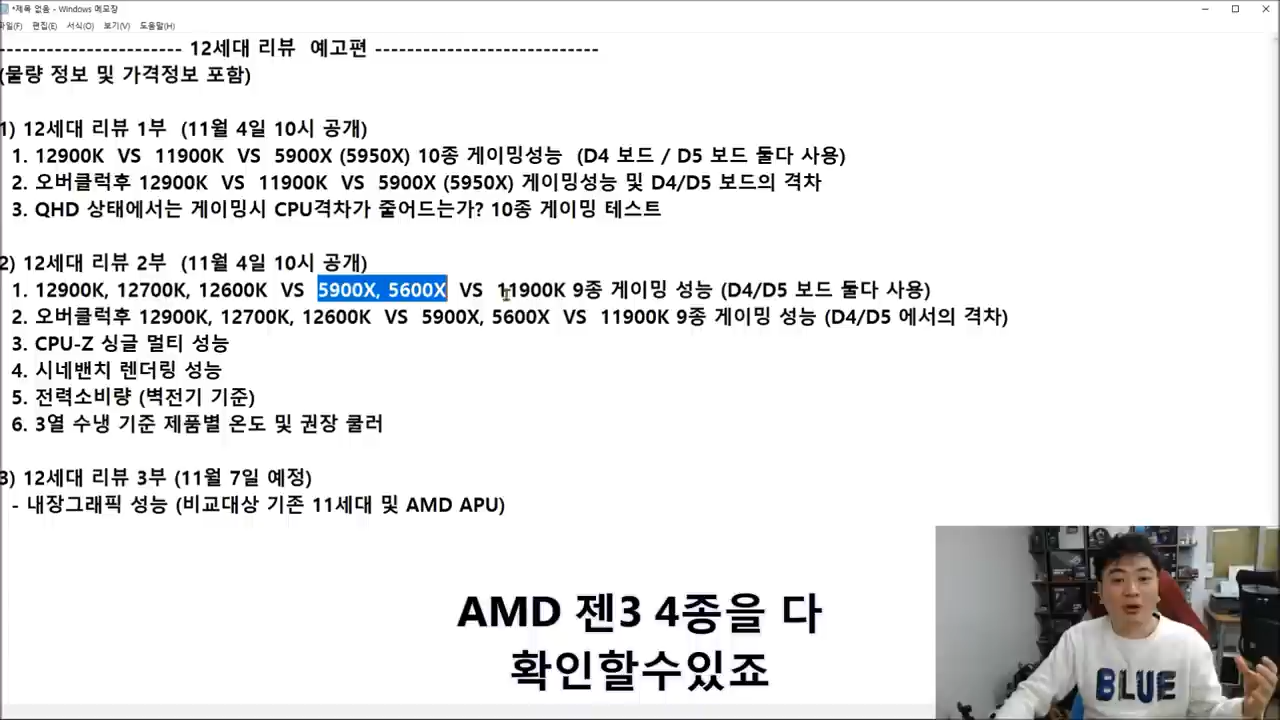 *제목 없음 - Windows 메모장
파일(F) 편집(E) 서식(O) 보기(V) 도움말(H)
----------------------- 12세대 리뷰  예고편 ----------------------------
(물량 정보 및 가격정보 포함)
1) 12세대 리뷰 1부  (11월 4일 10시 공개)
1. 12900K  VS  11900K  VS  5900X (5950X) 10종 게이밍성능  (D4 보드 / D5 보드 둘다 사용)
2. 오버클럭후 12900K  VS  11900K  VS  5900X (5950X) 게이밍성능 및 D4/D5 보드의 격차
3. QHD 상태에서는 게이밍시 CPU격차가 줄어드는가? 10종 게이밍 테스트
2) 12세대 리뷰 2부  (11월 4일 10시 공개)
1. 12900K, 12700K, 12600K  VS  5900X, 5600X  VS  11900K 9종 게이밍 성능 (D4/D5 보드 둘다 사용)
2. 오버클럭후 12900K, 12700K, 12600K  VS  5900X, 5600X  VS  11900K 9종 게이밍 성능 (D4/D5 에서의 격차)
3. CPU-Z 싱글 멀티 성능
4. 시네밴치 렌더링 성능
5. 전력소비량 (벽전기 기준)
6. 3열 수냉 기준 제품별 온도 및 권장 쿨러
3) 12세대 리뷰 3부 (11월 7일 예정)
- 내장그래픽 성능 (비교대상 기존 11세대 및 AMD APU)
AMD 젠3 4종을 다
확인할수있죠
BLUE